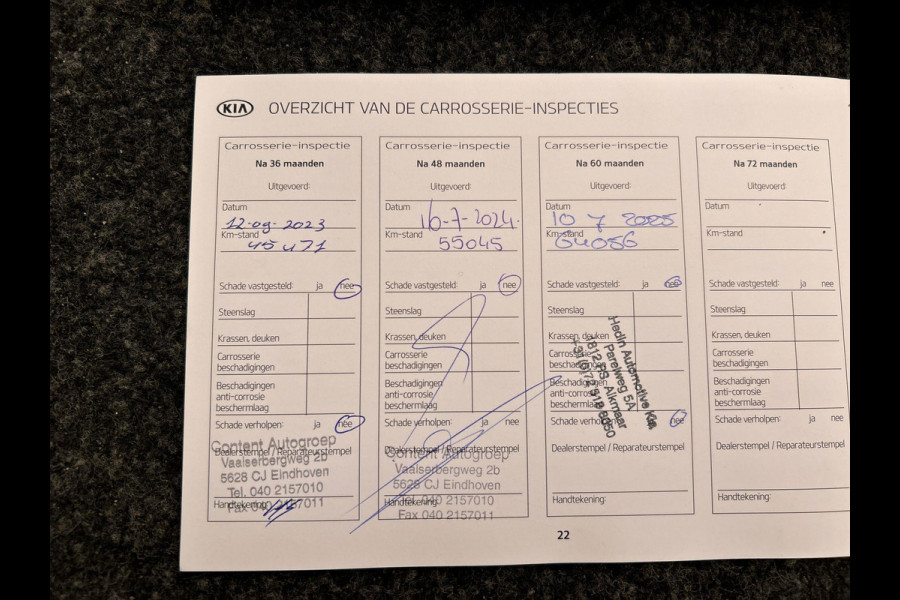 KIA OVERZICHT VAN DE CARROSSERIE-INSPECTIES
Carrosserie-inspectie
Na 36 maanden
Uitgevoerd:
Datum
12-09-2023
Km-stand
45471
Schade vastgesteld: ja nee
Steenslag
Krassen, deuken
Carrosserie
beschadigingen
Beschadigingen
anti-corrosie
beschermlaag
Schade verholpen: ja nee
Content Autogroep
Dealerstempel / Reparateurstempel
Vaalserbergweg 2b
5628 CJ Eindhoven
Tel. 040 2157010
Handtekening:
Fax 040 2157011
Carrosserie-inspectie
Na 48 maanden
Uitgevoerd:
Datum
16-7-2024
Km-stand
55045
Schade vastgesteld: ja nee
Steenslag
Krassen, deuken
Carrosserie
beschadigingen
Beschadigingen
anti-corrosie
beschermlaag
Schade verholpen: ja nee
Dealerstempel / Reparateurstempel
Content Autogroep
Vaalserbergweg 2b
5628 CJ Eindhoven
Tel. 040 2157010
Handtekening:
Fax 040 2157011
Carrosserie-inspectie
Na 60 maanden
Uitgevoerd:
Datum
10 7 2025
Km-stand
64056
Schade vastgesteld: ja nee
Steenslag
Krassen, deuken
Carrosserie
beschadigingen
Beschadigingen
anti-corrosie
beschermlaag
Schade verholpen: ja nee
Hedin Automotive Kia
Parelweg 5A
1812 RS Alkmaar
Dealerstempel / Reparateurstempel
Handtekening:
Carrosserie-inspectie
Na 72 maanden
Uitgevoerd:
Datum
Km-stand
Schade vastgesteld: ja nee
Steenslag
Krassen, deuken
Carrosserie
beschadigingen
Beschadigingen
anti-corrosie
beschermlaag
Schade verholpen: ja nee
Dealerstempel / Reparateurstempel
Handtekening:
22